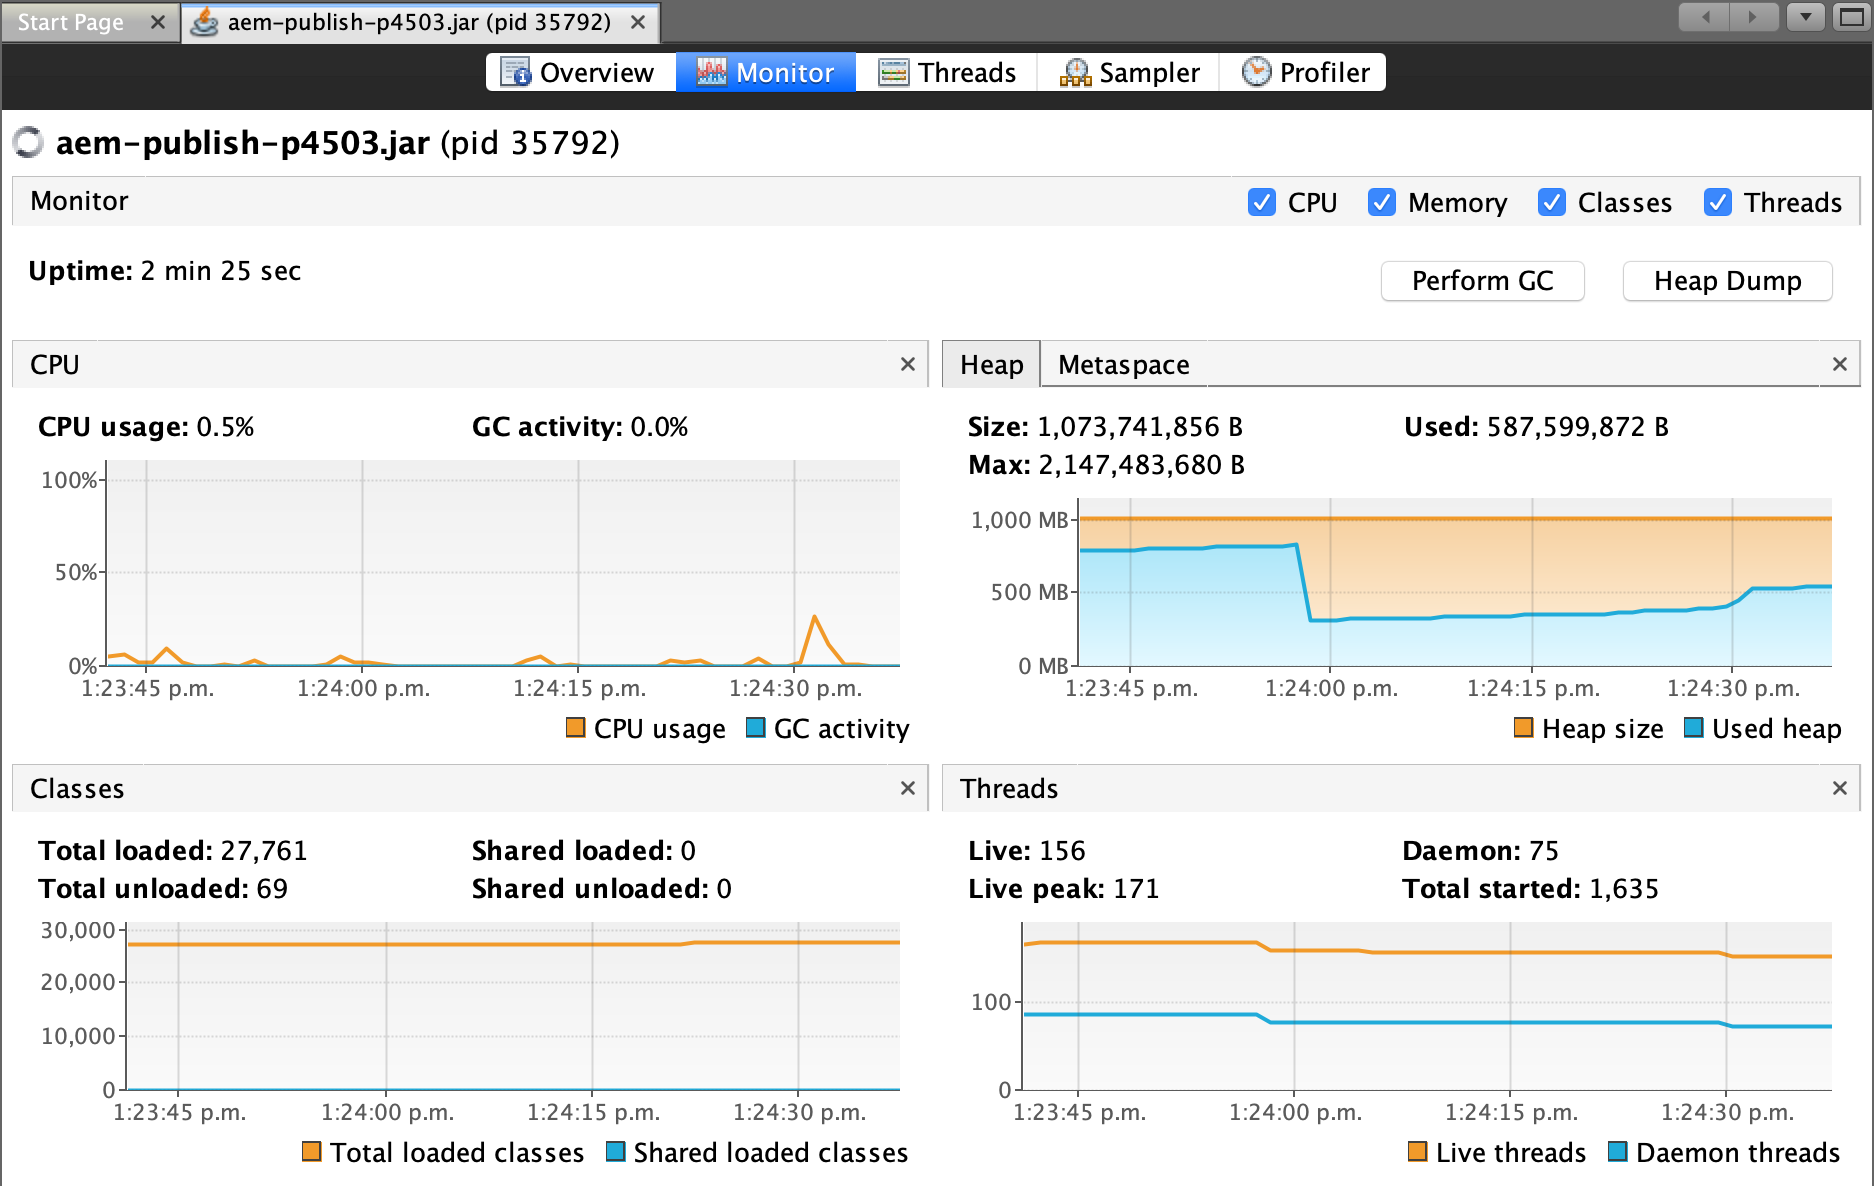 Start Page
aem-publish-p4503.jar (pid 35792)
Overview Monitor Threads Sampler Profiler
aem-publish-p4503.jar (pid 35792)
Monitor
CPU Memory Classes Threads
Uptime: 2 min 25 sec
Perform GC Heap Dump
CPU
CPU usage: 0.5% GC activity: 0.0%
100%
50%
0%
1:23:45 p.m. 1:24:00 p.m. 1:24:15 p.m. 1:24:30 p.m.
CPU usage GC activity
Heap Metaspace
Size: 1,073,741,856 B Used: 587,599,872 B
Max: 2,147,483,680 B
1,000 MB
500 MB
0 MB
1:23:45 p.m. 1:24:00 p.m. 1:24:15 p.m. 1:24:30 p.m.
Heap size Used heap
Classes
Total loaded: 27,761 Shared loaded: 0
Total unloaded: 69 Shared unloaded: 0
30,000
20,000
10,000
0
1:23:45 p.m. 1:24:00 p.m. 1:24:15 p.m. 1:24:30 p.m.
Total loaded classes Shared loaded classes
Threads
Live: 156 Daemon: 75
Live peak: 171 Total started: 1,635
100
0
1:23:45 p.m. 1:24:00 p.m. 1:24:15 p.m. 1:24:30 p.m.
Live threads Daemon threads